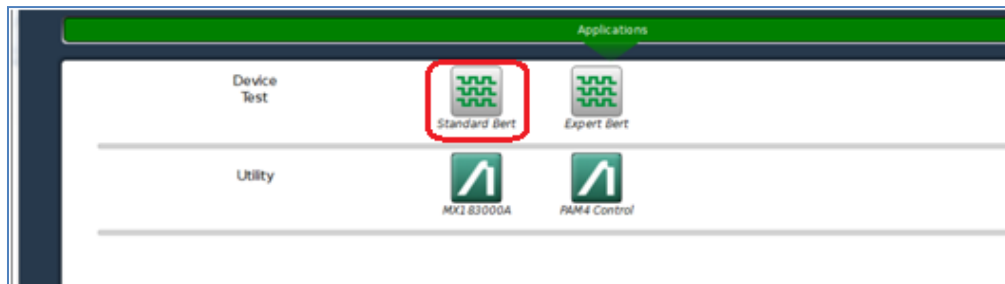 Applications
Device
Test
Standard Bert
Expert Bert
Utility
MX183000A
PAM4 Control